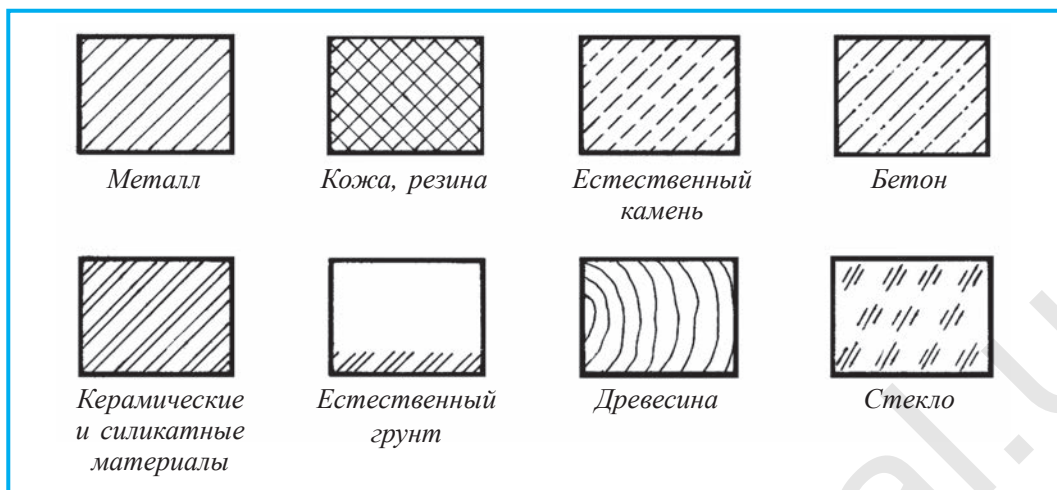 Металл
Кожа, резина
Естественный
камень
Бетон
Керамические
и силикатные
материалы
Естественный
грунт
Древесина
Стекло